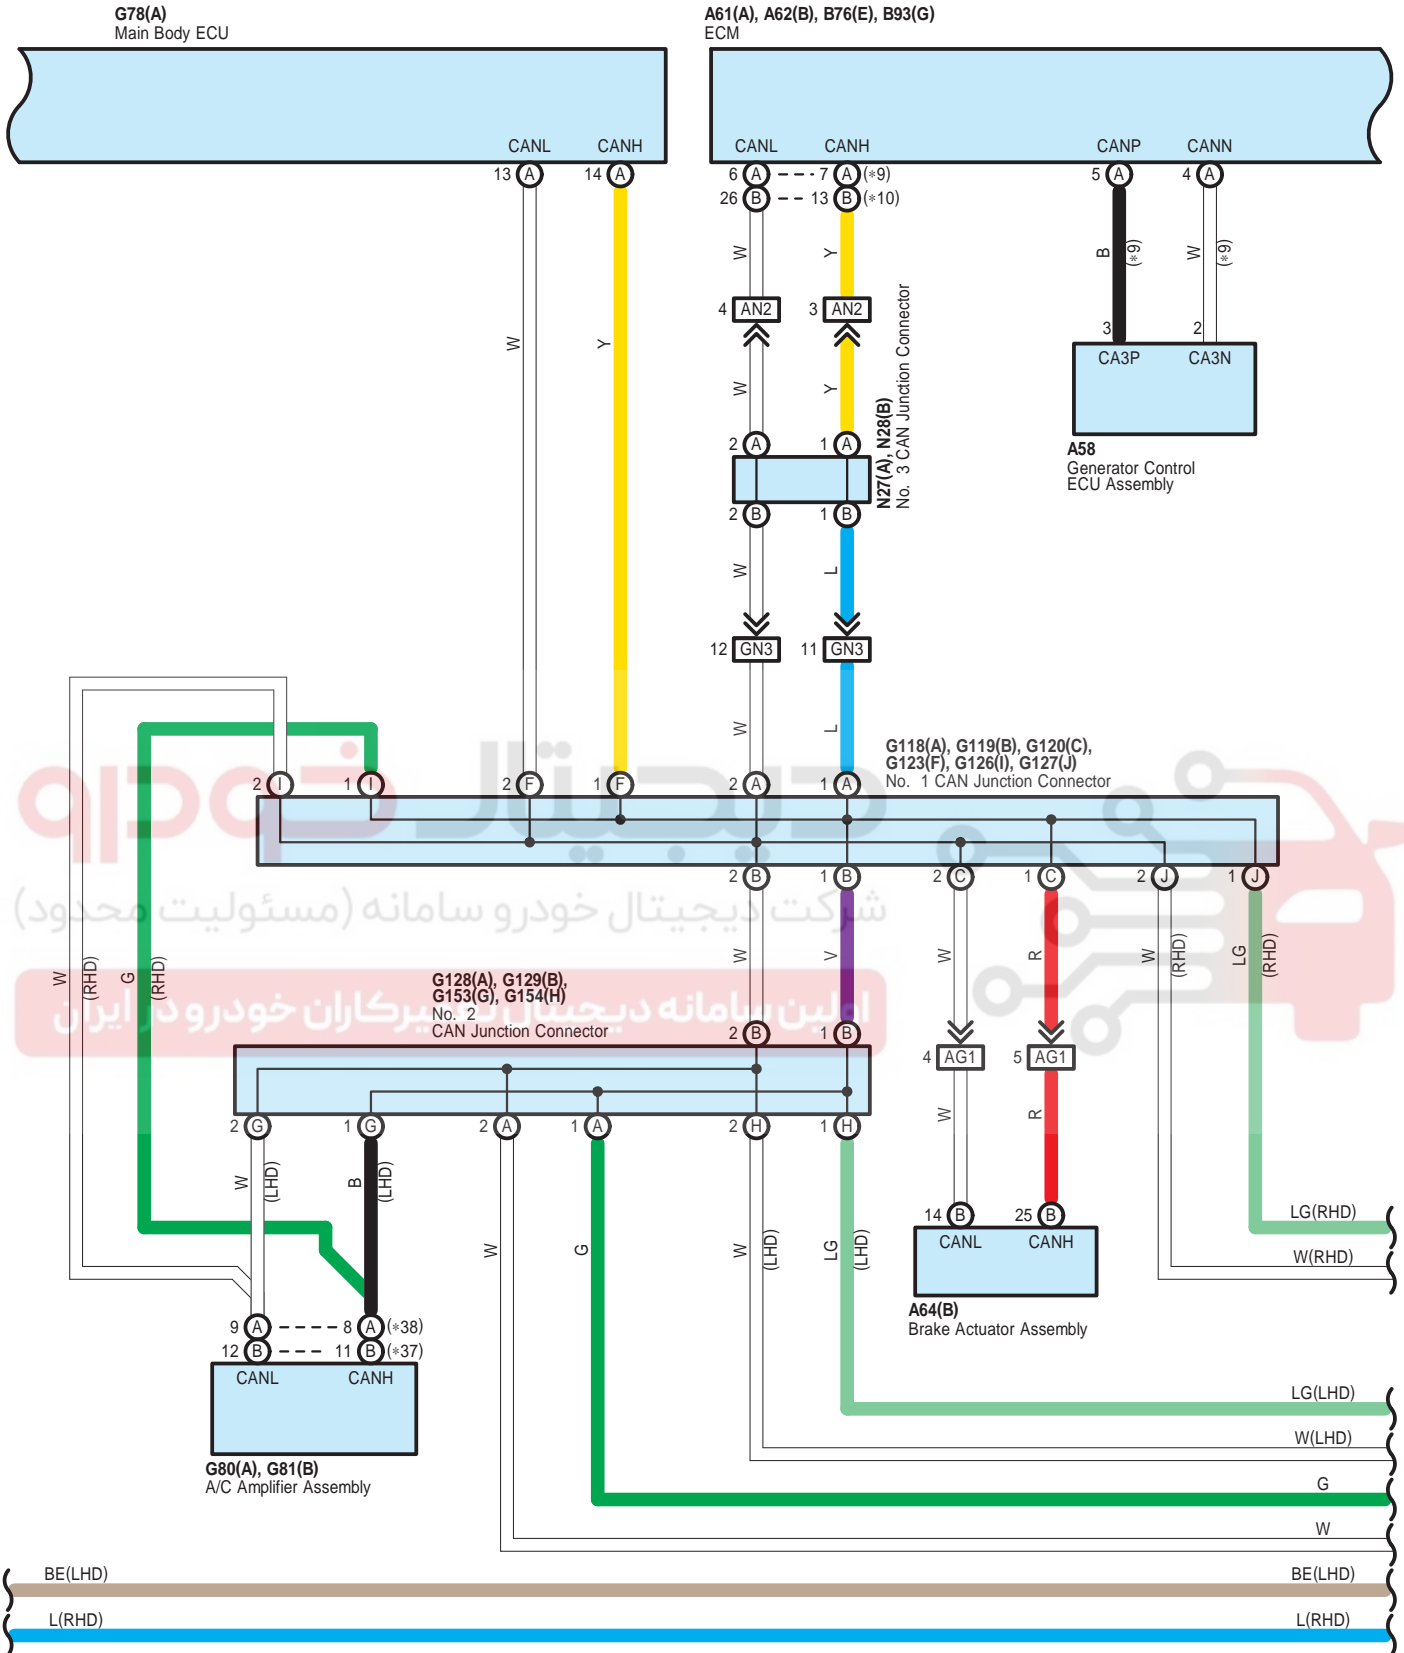 G78(A)
Main Body ECU
A61(A), A62(B), B76(E), B93(G)
ECM
CANL CANH
CANL CANH
CANP CANN
13 A 14 A
6 A 7 A (*9)
26 B 13 B (*10)
5 A 4 A
W Y
B (*9) W (*9)
4 AN2 3 AN2
3 2
CA3P CA3N
A58
Generator Control
ECU Assembly
W Y
W Y
2 A 1 A
N27(A), N28(B)
No. 3 CAN Junction Connector
2 B 1 B
W L
12 GN3 11 GN3
W L
G118(A), G119(B), G120(C),
G123(F), G126(I), G127(J)
No. 1 CAN Junction Connector
2 I 1 I 2 F 1 F 2 A 1 A
دیجیتال خودرو
2 B 1 B 2 C 1 C 2 J 1 J
شرکت دیجیتال خودرو سامانه (مسئولیت محدود)
W (RHD) G (RHD)
W V W R W (RHD) LG (RHD)
G128(A), G129(B),
G153(G), G154(H)
No. 2
CAN Junction Connector
اولین سامانه دیجیتال تعمیرکاران خودرو در ایران
2 B 1 B
4 AG1 5 AG1
2 G 1 G 2 A 1 A 2 H 1 H
W R
W (LHD) B (LHD)
W G W (LHD) LG (LHD)
14 B 25 B
CANL CANH
A64(B)
Brake Actuator Assembly
LG(RHD)
W(RHD)
9 A 8 A (*38)
12 B 11 B (*37)
CANL CANH
G80(A), G81(B)
A/C Amplifier Assembly
LG(LHD)
W(LHD)
G
W
BE(LHD) BE(LHD)
L(RHD) L(RHD)